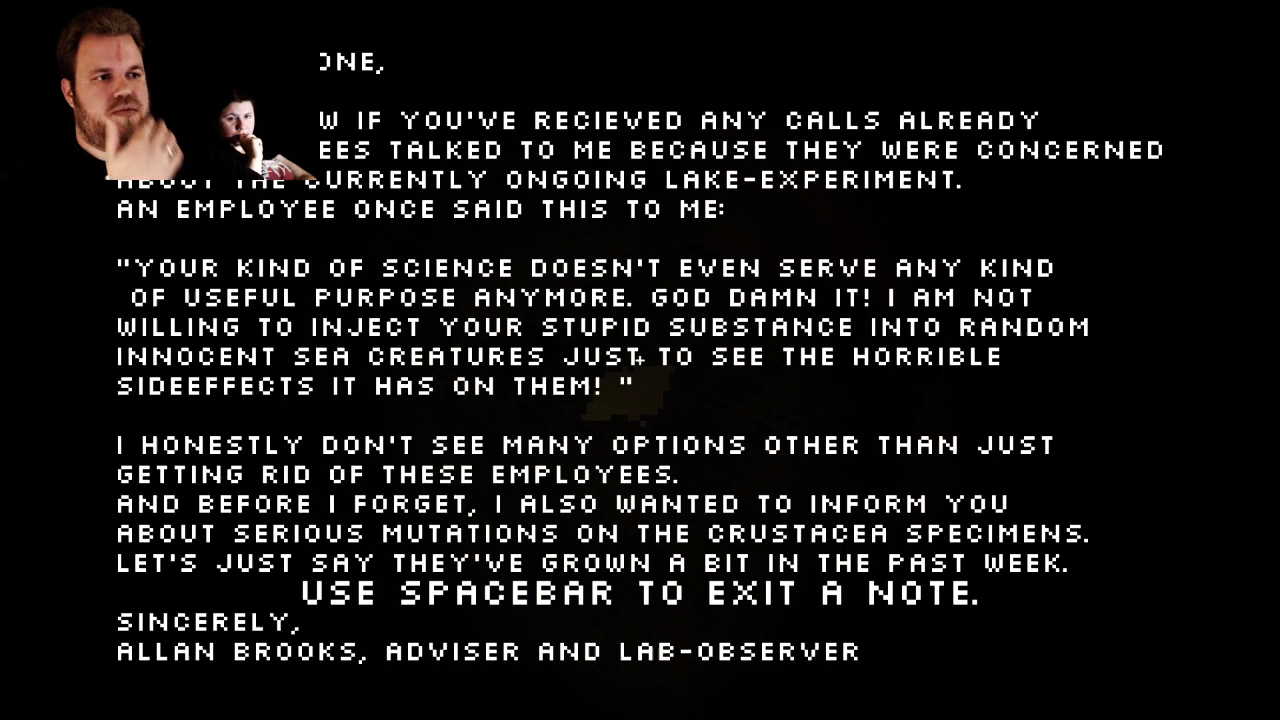 ONE,
W IF YOU'VE RECIEVED ANY CALLS ALREADY
EES TALKED TO ME BECAUSE THEY WERE CONCERNED
ABOUT THE CURRENTLY ONGOING LAKE-EXPERIMENT.
AN EMPLOYEE ONCE SAID THIS TO ME:
"YOUR KIND OF SCIENCE DOESN'T EVEN SERVE ANY KIND
OF USEFUL PURPOSE ANYMORE. GOD DAMN IT! I AM NOT
WILLING TO INJECT YOUR STUPID SUBSTANCE INTO RANDOM
INNOCENT SEA CREATURES JUST TO SEE THE HORRIBLE
SIDEEFFECTS IT HAS ON THEM! "
I HONESTLY DON'T SEE MANY OPTIONS OTHER THAN JUST
GETTING RID OF THESE EMPLOYEES.
AND BEFORE I FORGET, I ALSO WANTED TO INFORM YOU
ABOUT SERIOUS MUTATIONS ON THE CRUSTACEA SPECIMENS.
LET'S JUST SAY THEY'VE GROWN A BIT IN THE PAST WEEK.
USE SPACEBAR TO EXIT A NOTE.
SINCERELY,
ALLAN BROOKS, ADVISER AND LAB-OBSERVER